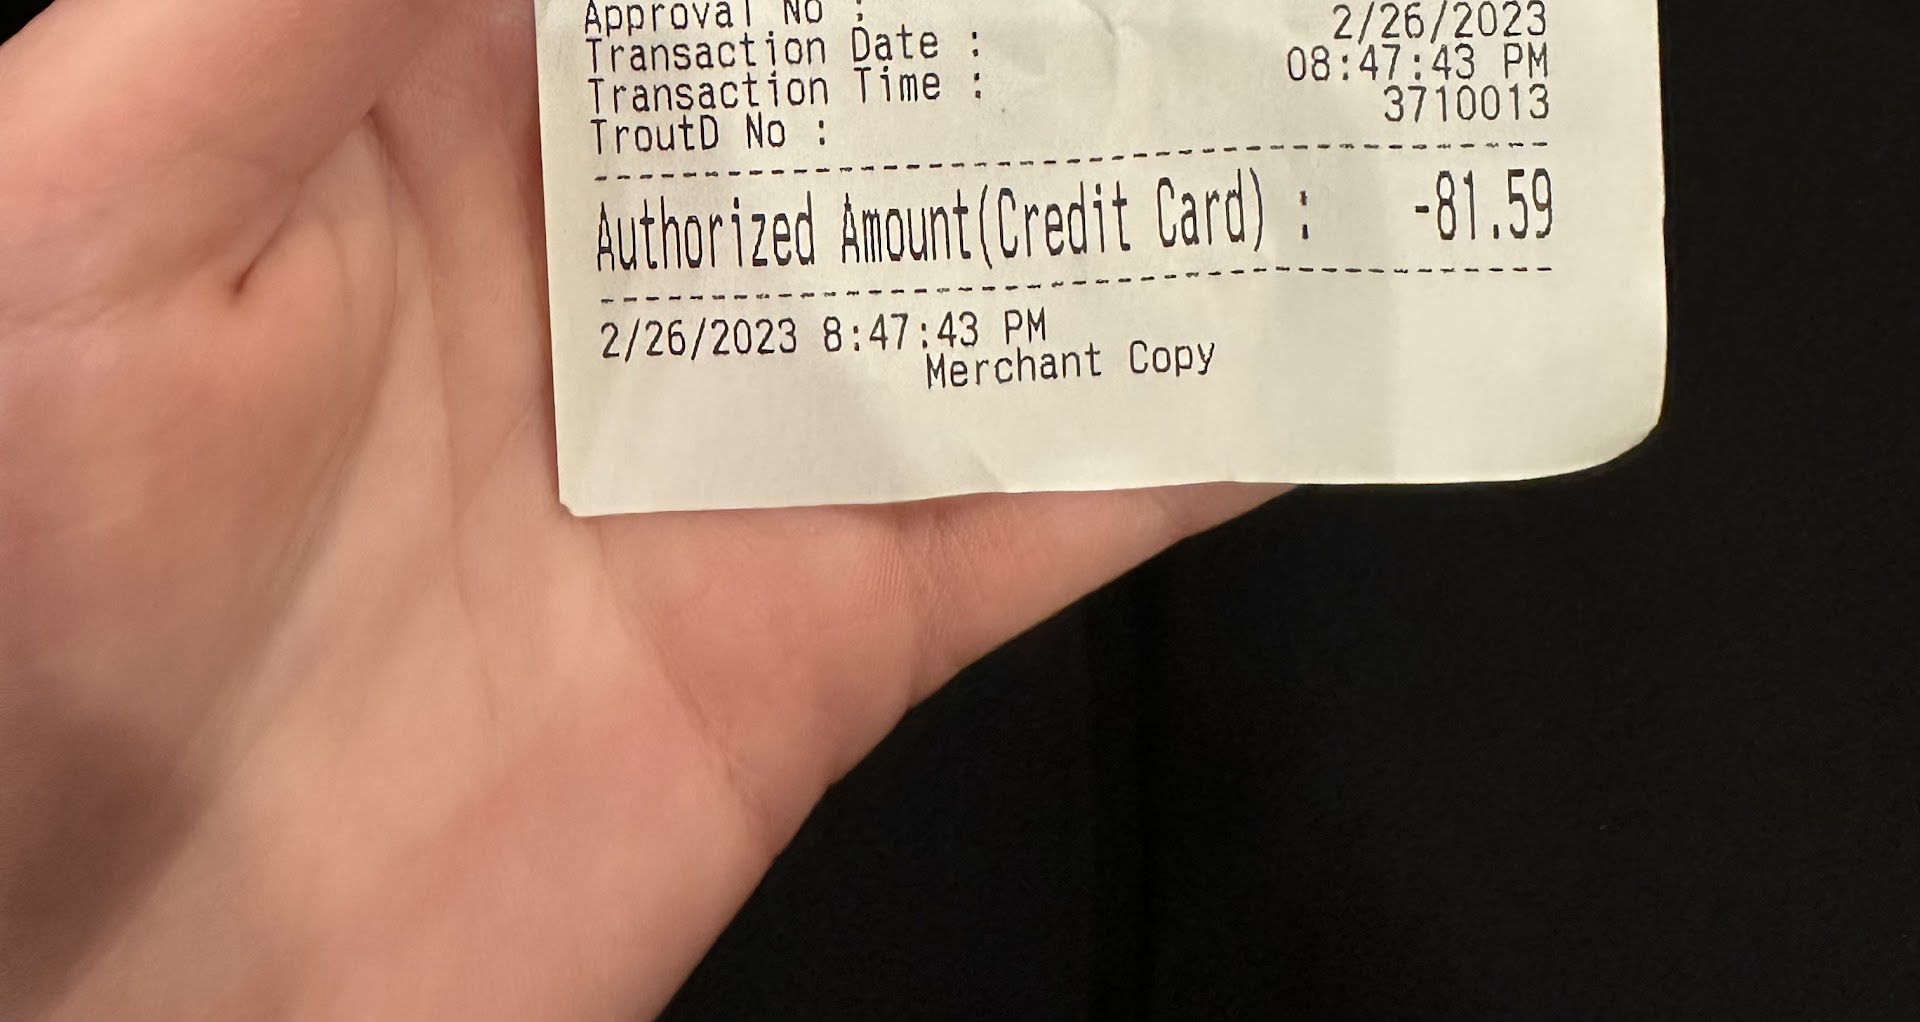 Approval No :
Transaction Date : 2/26/2023
Transaction Time : 08:47:43 PM
TroutD No : 3710013
Authorized Amount(Credit Card) : -81.59
2/26/2023 8:47:43 PM
Merchant Copy